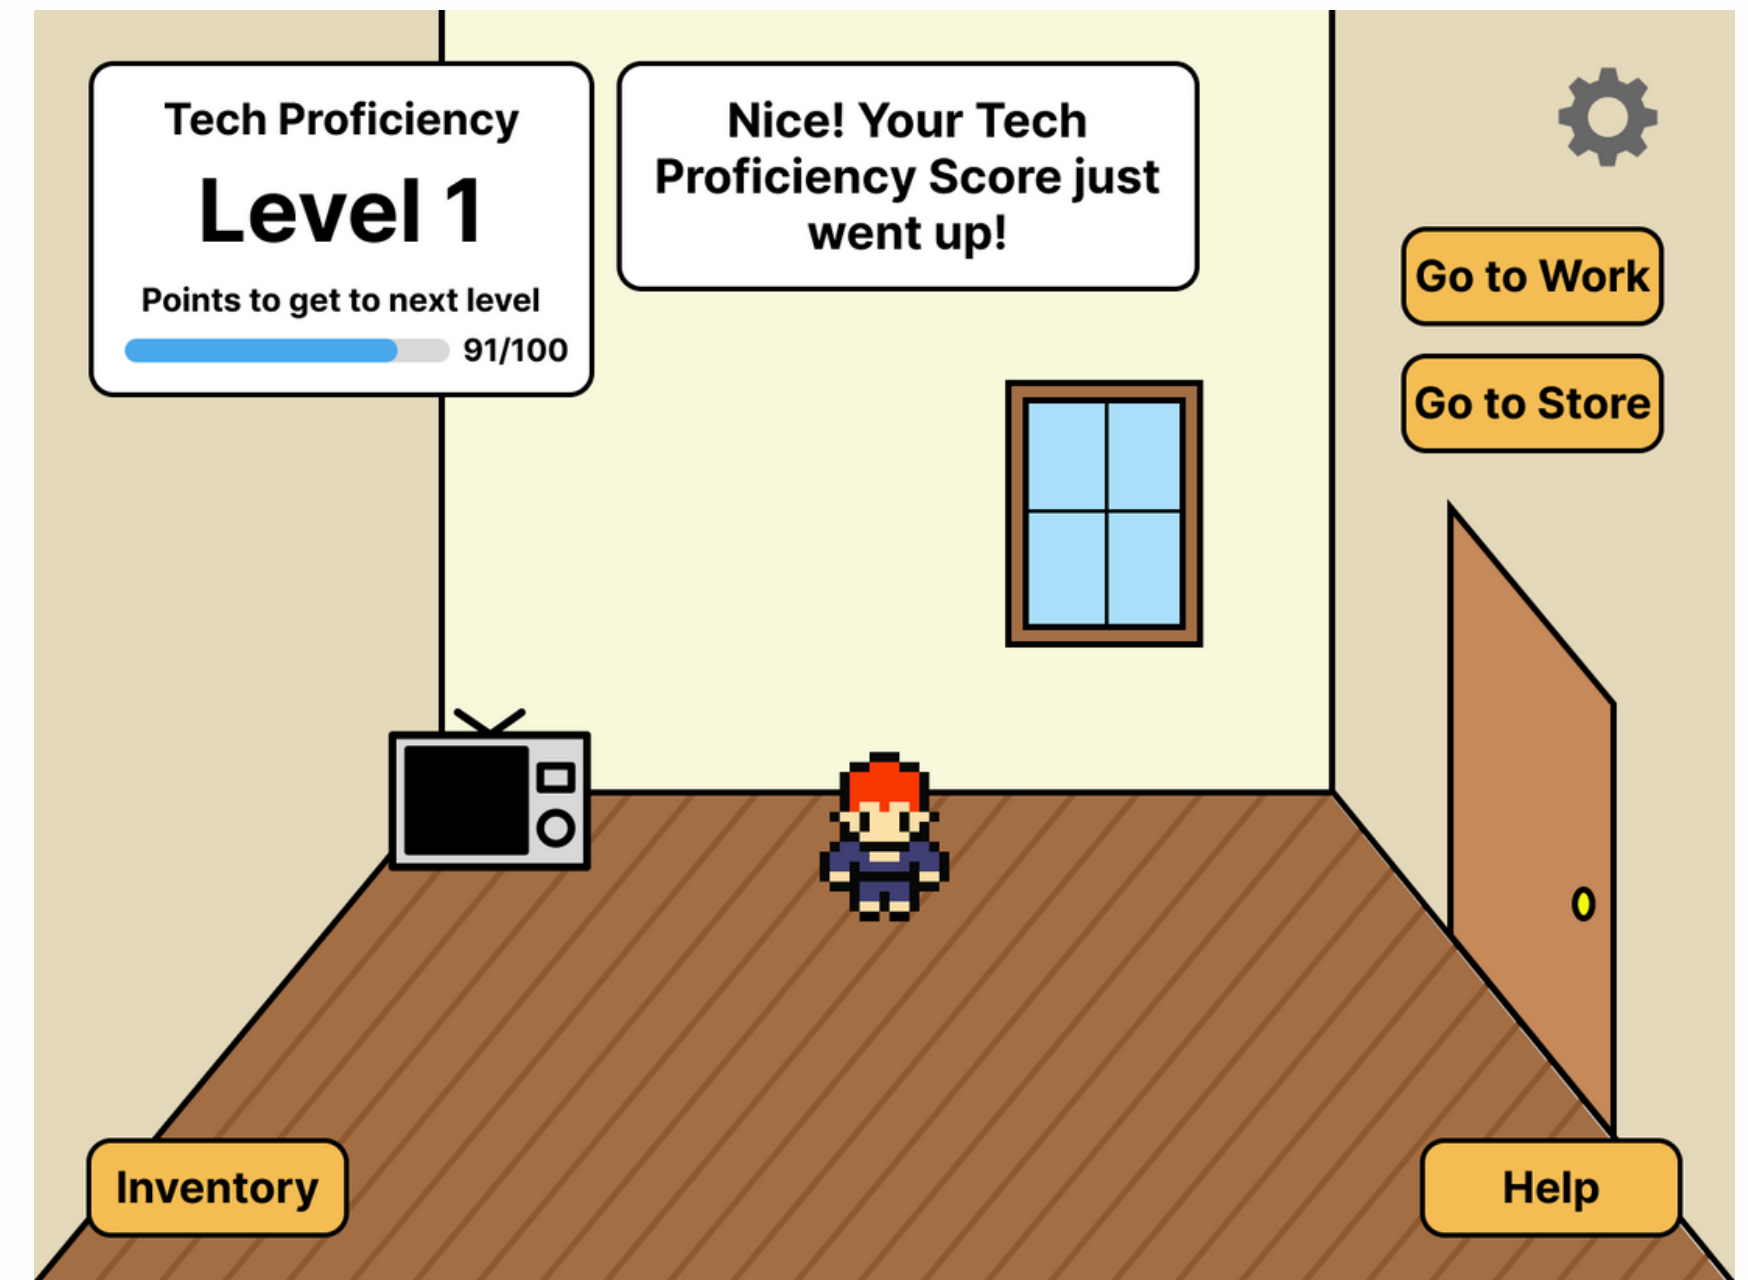 Tech Proficiency
Level 1
Points to get to next level
91/100
Nice! Your Tech
Proficiency Score just
went up!
Go to Work
Go to Store
Inventory
Help